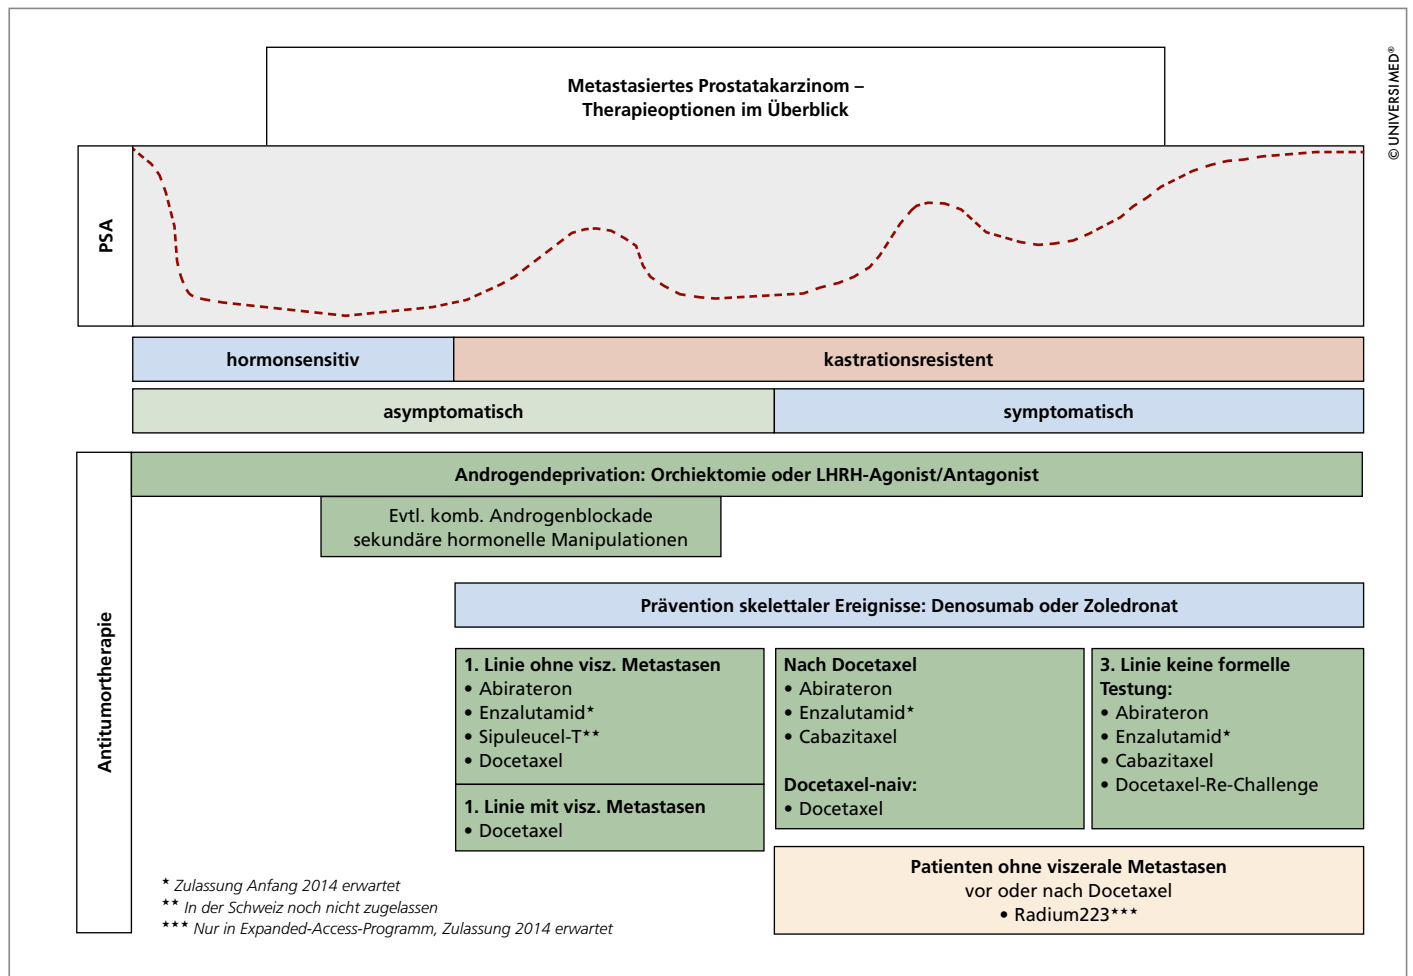 Metastasiertes Prostatakarzinom –
Therapieoptionen im Überblick
© UNIVERSIMED®
PSA
hormonsensitiv
kastrationsresistent
asymptomatisch
symptomatisch
Antitumortherapie
Androgendeprivation: Orchiektomie oder LHRH-Agonist/Antagonist
Evtl. komb. Androgenblockade
sekundäre hormonelle Manipulationen
Prävention skelettaler Ereignisse: Denosumab oder Zoledronat
1. Linie ohne visz. Metastasen
• Abirateron
• Enzalutamid★
• Sipuleucel-T★★
• Docetaxel
1. Linie mit visz. Metastasen
• Docetaxel
Nach Docetaxel
• Abirateron
• Enzalutamid★
• Cabazitaxel
Docetaxel-naiv:
• Docetaxel
3. Linie keine formelle
Testung:
• Abirateron
• Enzalutamid★
• Cabazitaxel
• Docetaxel-Re-Challenge
Patienten ohne viszerale Metastasen
vor oder nach Docetaxel
• Radium223★★★
★ Zulassung Anfang 2014 erwartet
★★ In der Schweiz noch nicht zugelassen
★★★ Nur in Expanded-Access-Programm, Zulassung 2014 erwartet